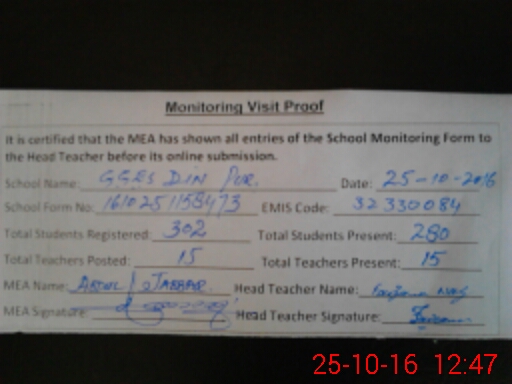 Monitoring Visit Proof
It is certified that the MEA has shown all entries of the School Monitoring Form to
the Head Teacher before its online submission.
School Name: GGES DIN PUR. Date: 25-10-2016
School Form No: 1610251158473 EMIS Code: 32330084
Total Students Registered: 302 Total Students Present: 280
Total Teachers Posted: 15 Total Teachers Present: 15
MEA Name: ABDUL JABBAR Head Teacher Name:
MEA Signature: Head Teacher Signature:
25-10-16 12:47